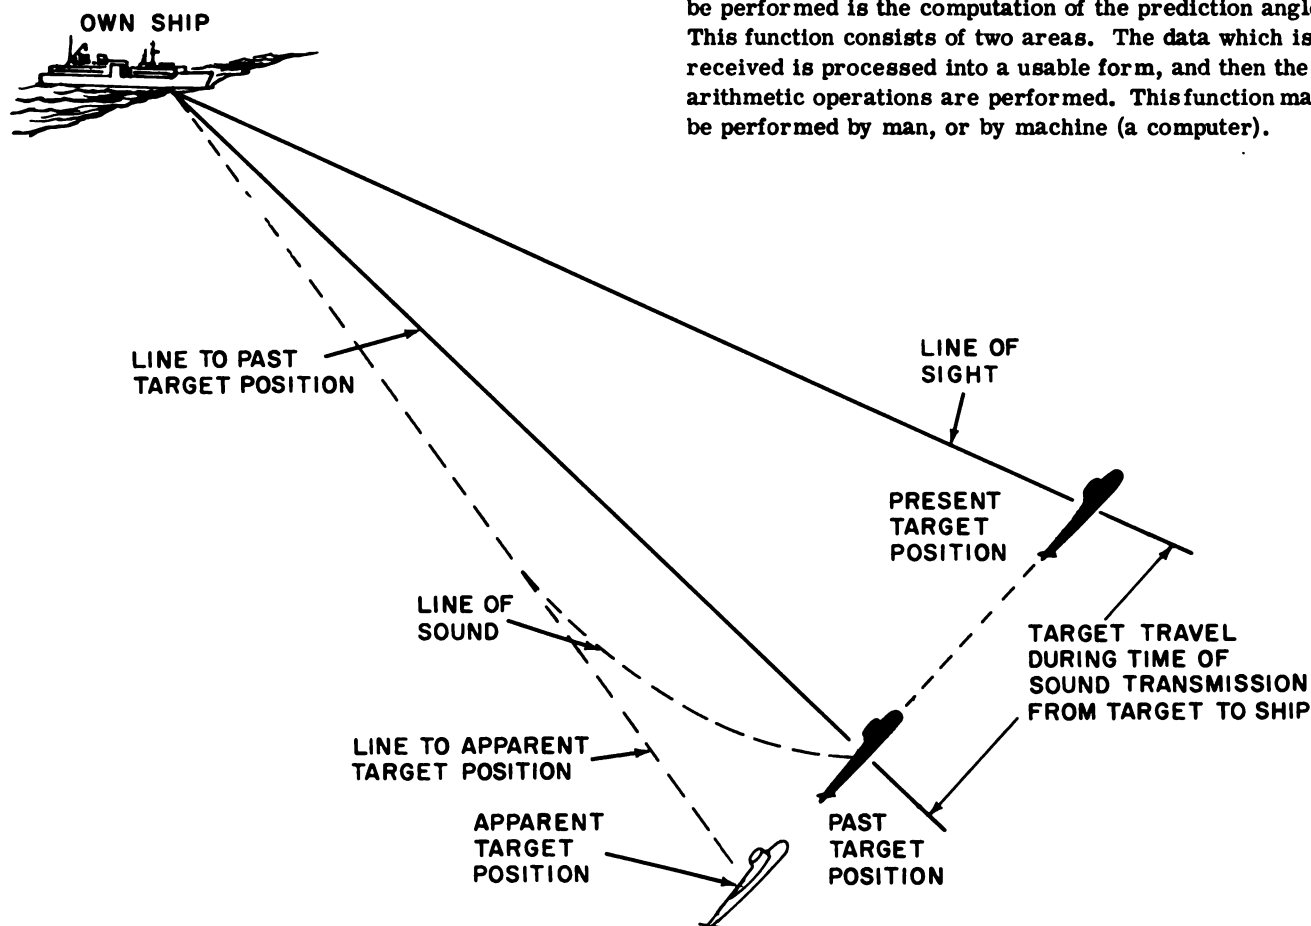 be performed is the computation of the prediction angle
This function consists of two areas. The data which is
received is processed into a usable form, and then the
arithmetic operations are performed. This function ma
be performed by man, or by machine (a computer).
OWN SHIP
LINE TO PAST
TARGET POSITION
LINE OF
SIGHT
PRESENT
TARGET
POSITION
LINE OF
SOUND
TARGET TRAVEL
DURING TIME OF
SOUND TRANSMISSION
FROM TARGET TO SHIP
LINE TO APPARENT
TARGET POSITION
APPARENT
TARGET
POSITION
PAST
TARGET
POSITION